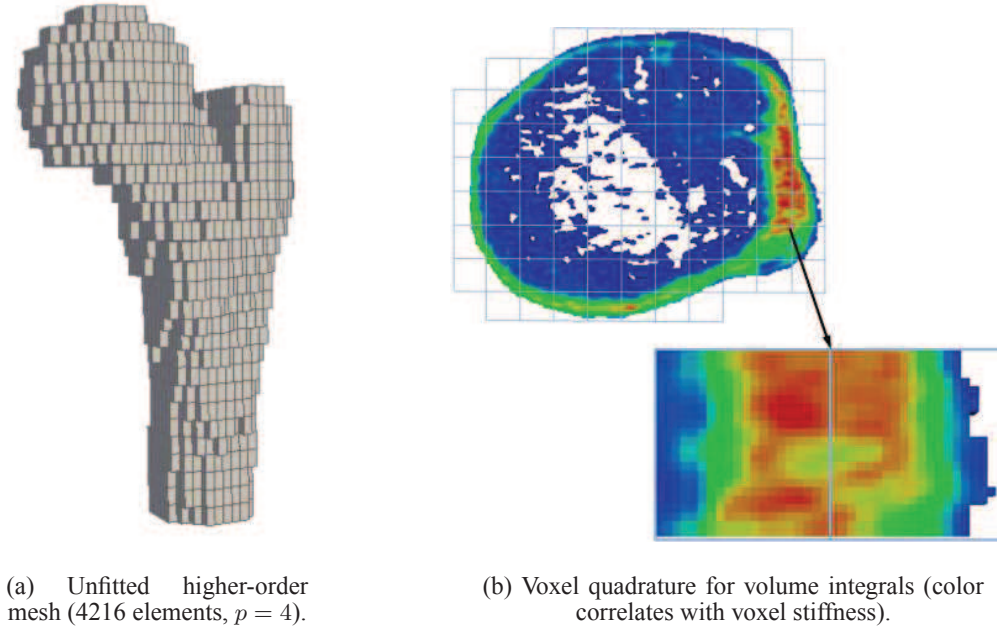 (a) Unfitted higher-order
mesh (4216 elements, p = 4).
(b) Voxel quadrature for volume integrals (color
correlates with voxel stiffness).